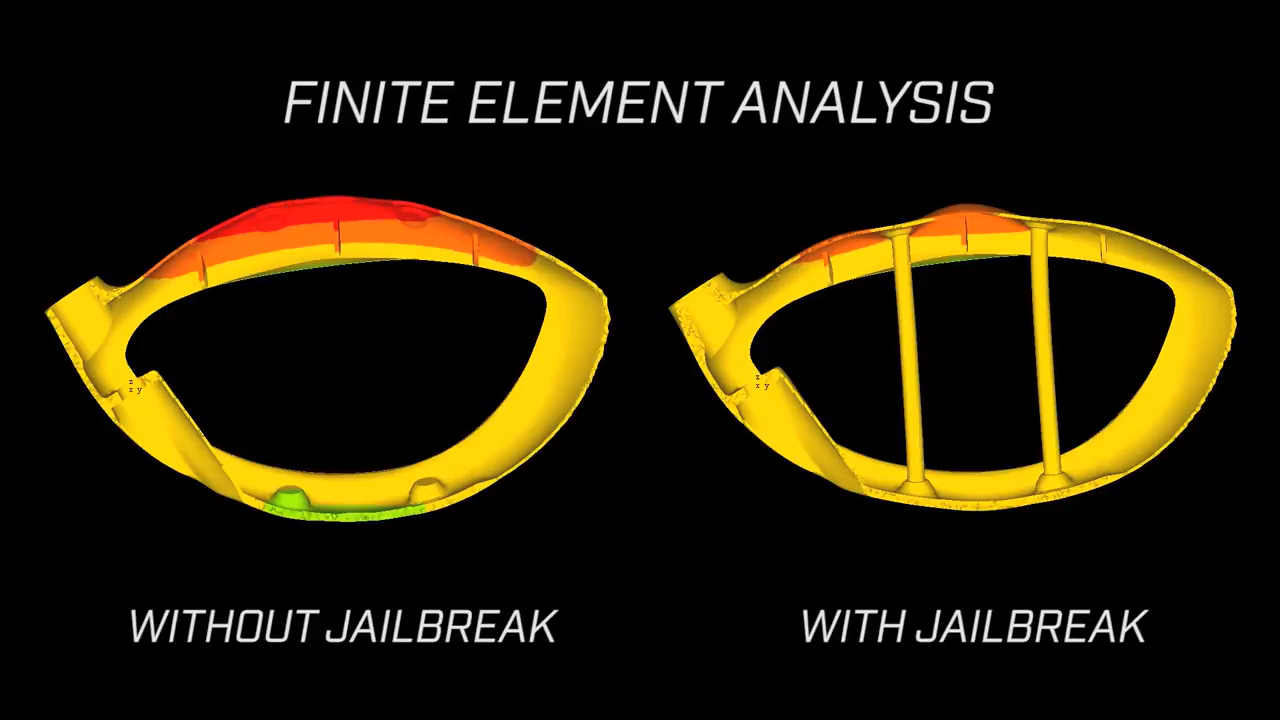 FINITE ELEMENT ANALYSIS
z
x y
z
x y
WITHOUT JAILBREAK
WITH JAILBREAK